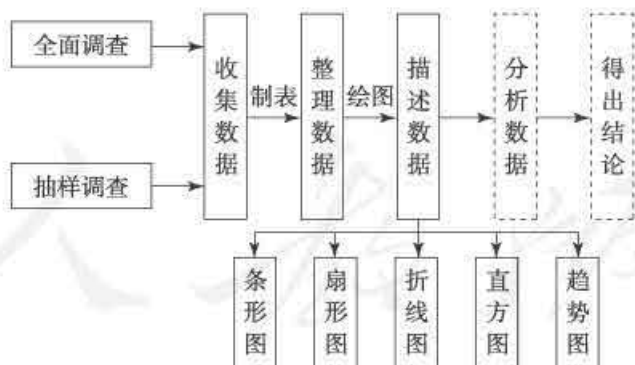 全面调查
抽样调查
收集数据
制表
整理数据
绘图
描述数据
分析数据
得出结论
条形图
扇形图
折线图
直方图
趋势图